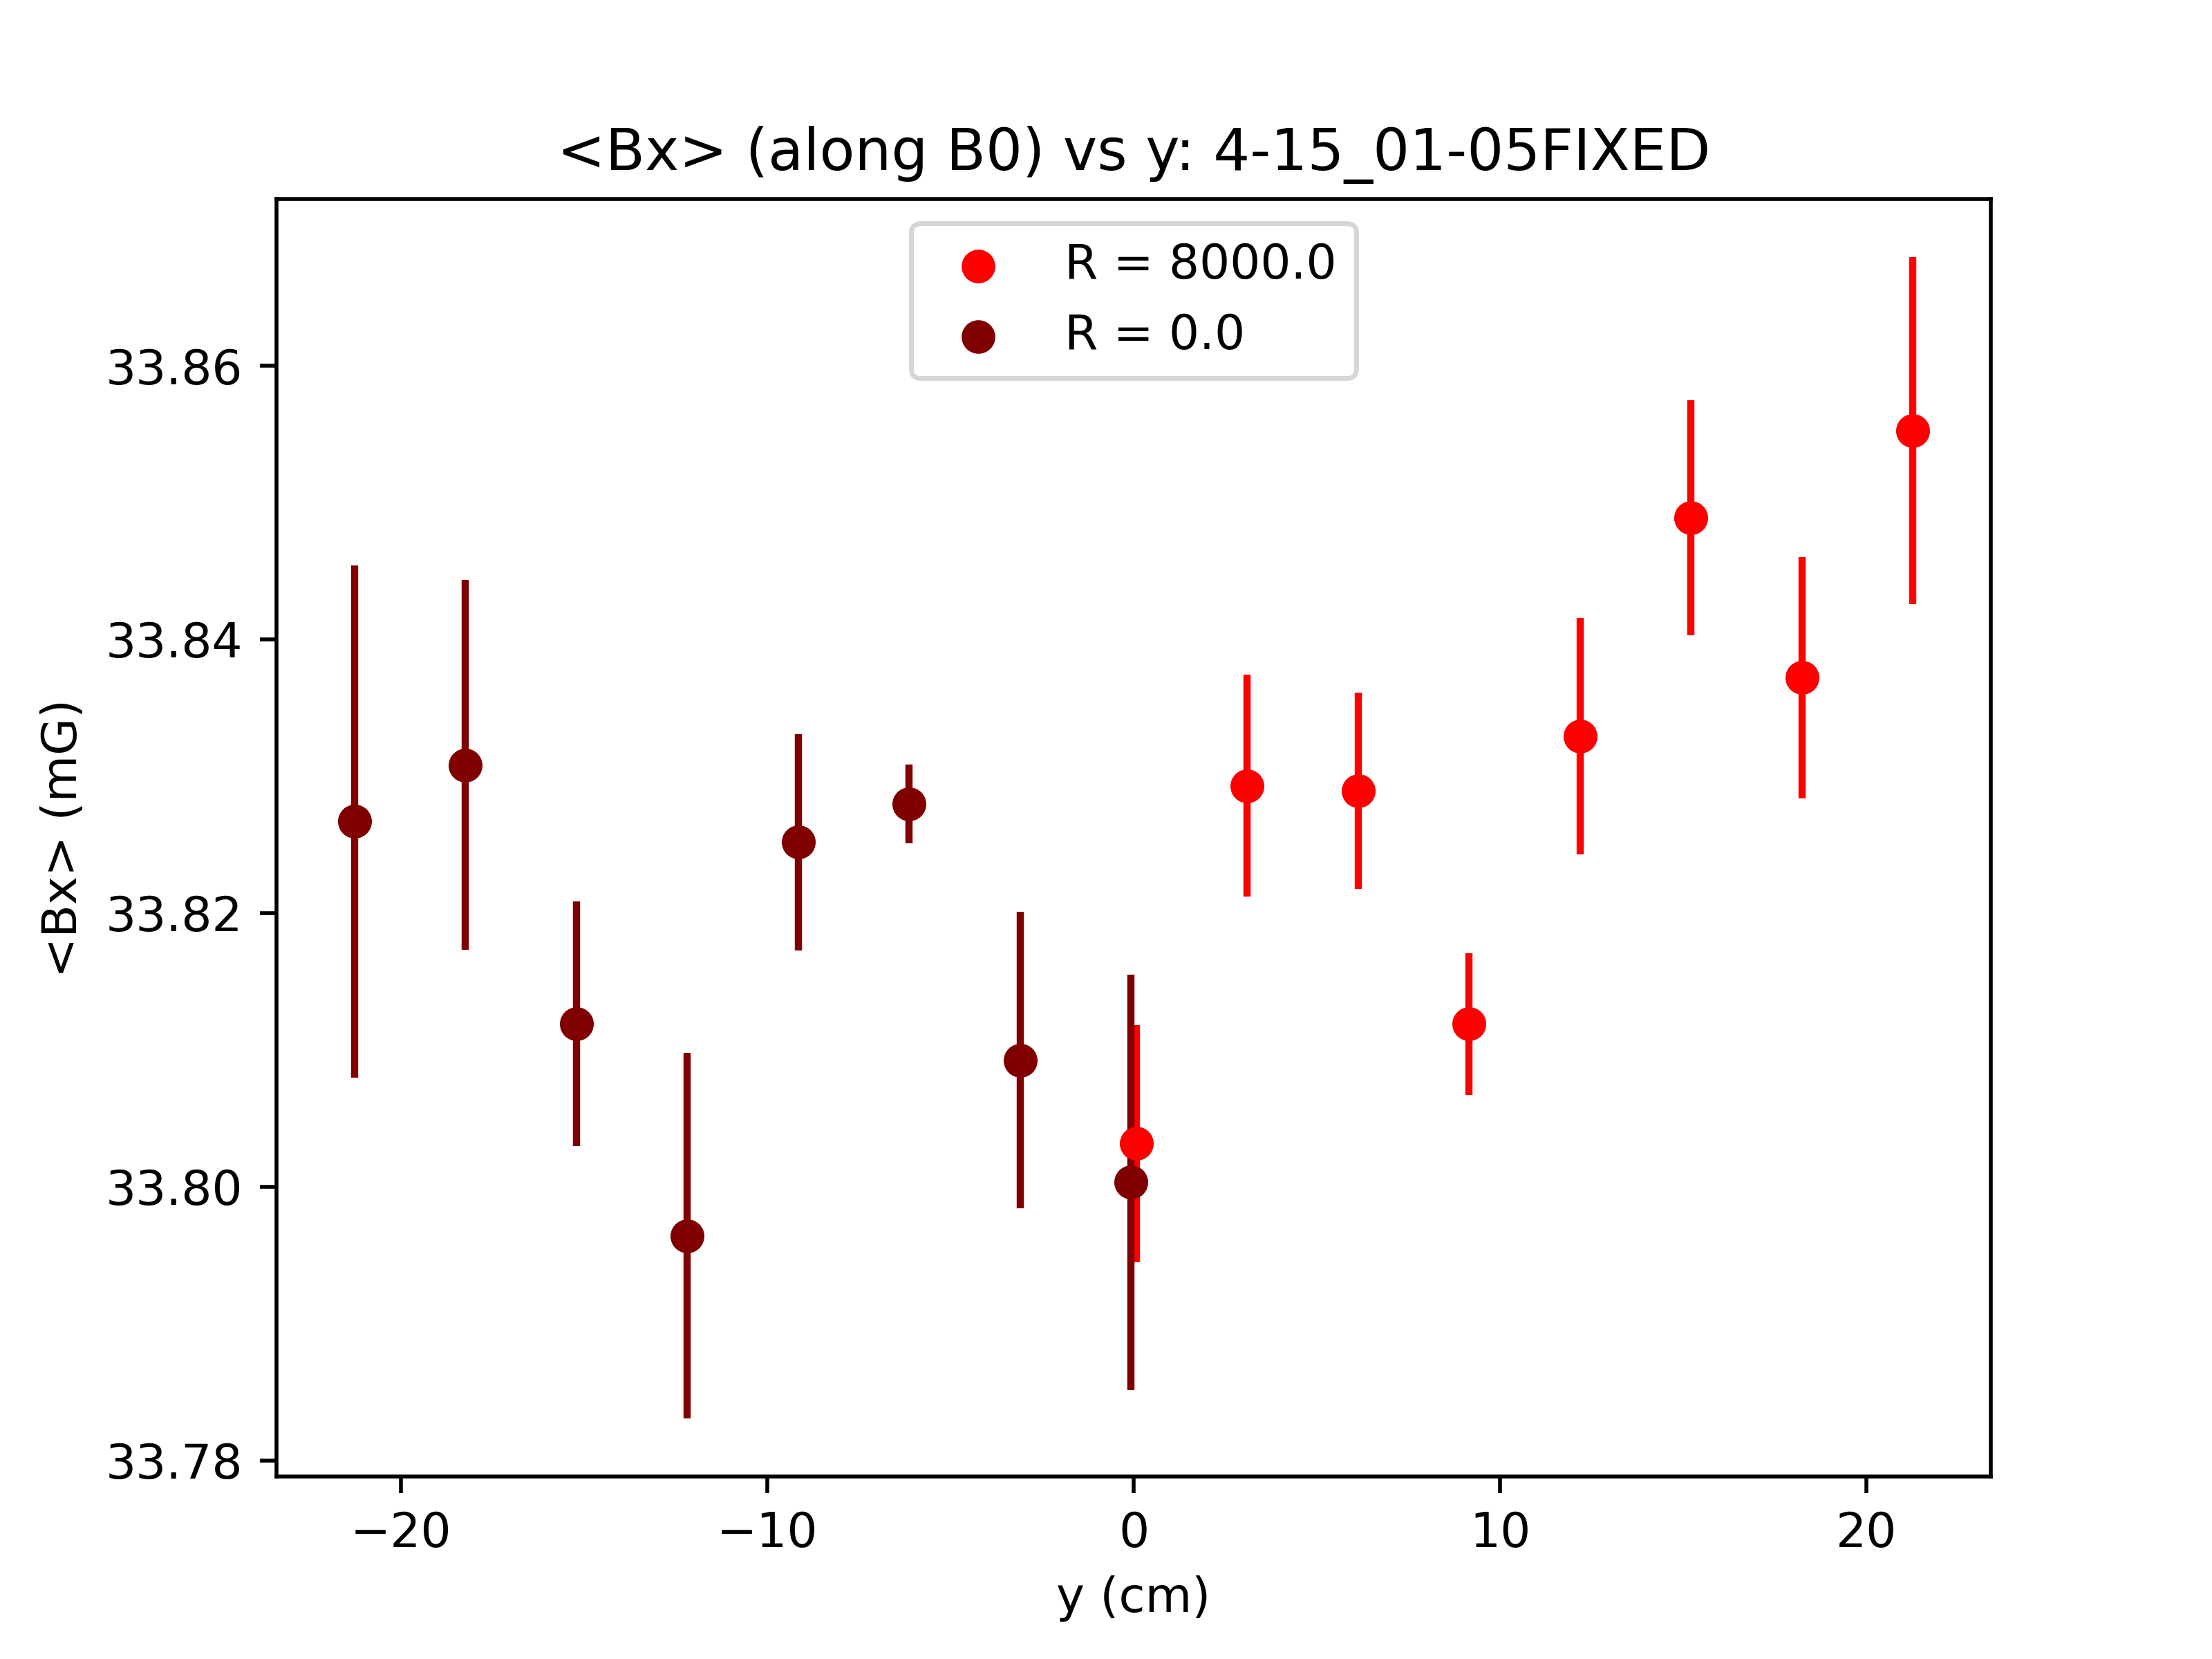 <Bx> (along B0) vs y: 4-15_01-05FIXED
R = 8000.0
R = 0.0
33.86
33.84
33.82
33.80
33.78
<Bx> (mG)
−20
−10
0
10
20
y (cm)